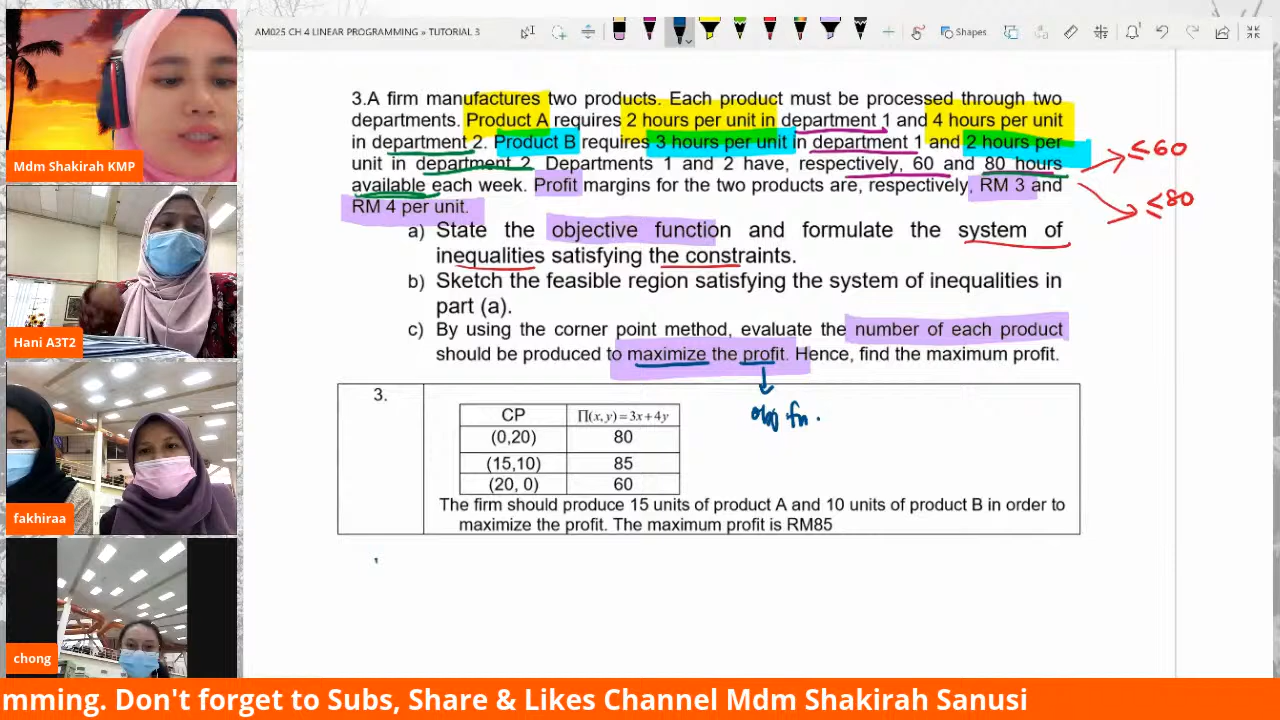 AM025 CH 4 LINEAR PROGRAMMING » TUTORIAL 3
Shapes
3.A firm manufactures two products. Each product must be processed through two
departments. Product A requires 2 hours per unit in department 1 and 4 hours per unit
in department 2. Product B requires 3 hours per unit in department 1 and 2 hours per
unit in department 2. Departments 1 and 2 have, respectively, 60 and 80 hours
available each week. Profit margins for the two products are, respectively, RM 3 and
RM 4 per unit.
≤60
≤80
a) State the objective function and formulate the system of
inequalities satisfying the constraints.
b) Sketch the feasible region satisfying the system of inequalities in
part (a).
c) By using the corner point method, evaluate the number of each product
should be produced to maximize the profit. Hence, find the maximum profit.
obj fn.
3.
CP ∏(x, y) = 3x + 4y
(0,20) 80
(15,10) 85
(20, 0) 60
The firm should produce 15 units of product A and 10 units of product B in order to
maximize the profit. The maximum profit is RM85
Mdm Shakirah KMP
Hani A3T2
fakhiraa
chong
mming. Don't forget to Subs, Share & Likes Channel Mdm Shakirah Sanusi